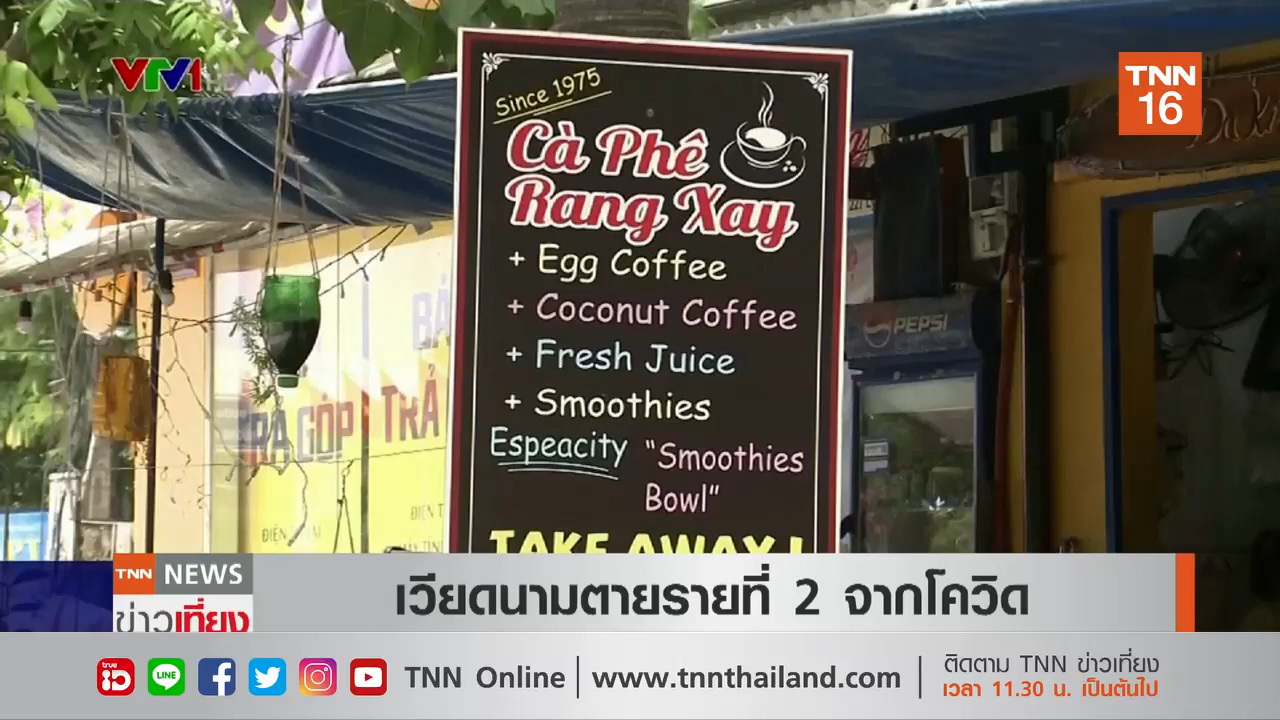 VTV1
TNN
16
Since 1975
Cà Phê
Rang Xay
+ Egg Coffee
+ Coconut Coffee
+ Fresh Juice
+ Smoothies
Espeacity "Smoothies
Bowl"
TAKE AWAY!
PEPSI
TRẢ
TNN NEWS
ข่าวเที่ยง
เวียดนามตายรายที่ 2 จากโควิด
TNN Online | www.tnnthailand.com
ติดตาม TNN ข่าวเที่ยง
เวลา 11.30 น. เป็นต้นไป